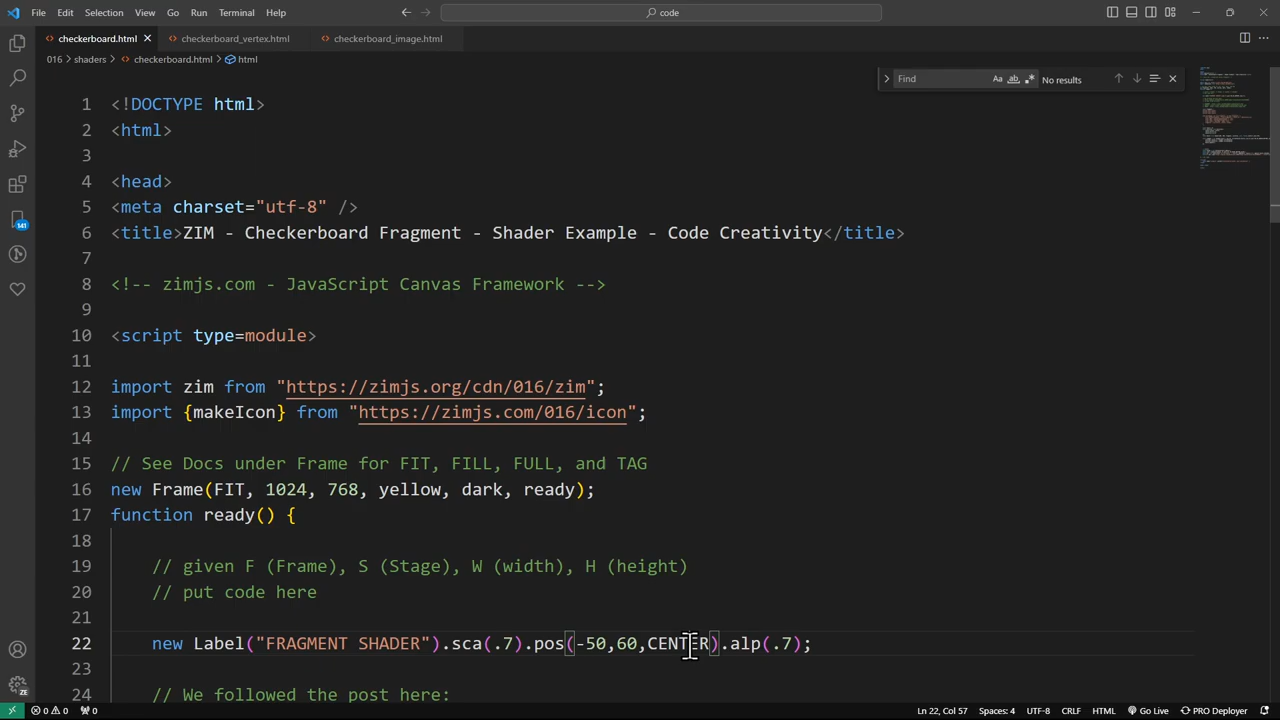 File Edit Selection View Go Run Terminal Help code
checkerboard.html checkerboard_vertex.html checkerboard_image.html
016 shaders checkerboard.html html
Find Aa ab No results
1 <!DOCTYPE html>
2 <html>
3
4 <head>
5 <meta charset="utf-8" />
6 <title>ZIM - Checkerboard Fragment - Shader Example - Code Creativity</title>
7
8 <!-- zimjs.com - JavaScript Canvas Framework -->
9
10 <script type=module>
11
12 import zim from "https://zimjs.org/cdn/016/zim";
13 import {makeIcon} from "https://zimjs.com/016/icon";
14
15 // See Docs under Frame for FIT, FILL, FULL, and TAG
16 new Frame(FIT, 1024, 768, yellow, dark, ready);
17 function ready() {
18
19 // given F (Frame), S (Stage), W (width), H (height)
20 // put code here
21
22 new Label("FRAGMENT SHADER").sca(.7).pos(-50,60,CENTER).alp(.7);
23
24 // We followed the post here:
141
ZE
0 0 0 Ln 22, Col 57 Spaces: 4 UTF-8 CRLF HTML Go Live PRO Deployer